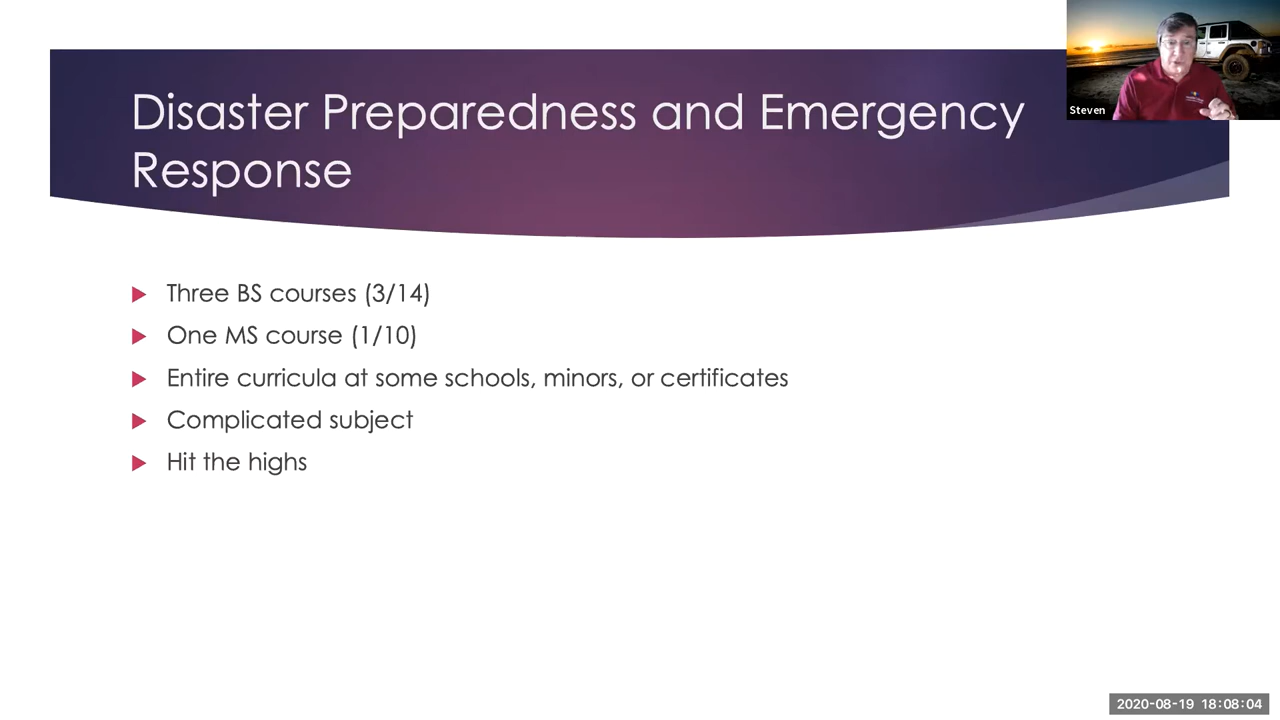 Disaster Preparedness and Emergency
Response
Steven
Three BS courses (3/14)
One MS course (1/10)
Entire curricula at some schools, minors, or certificates
Complicated subject
Hit the highs
2020-08-19 18:08:04